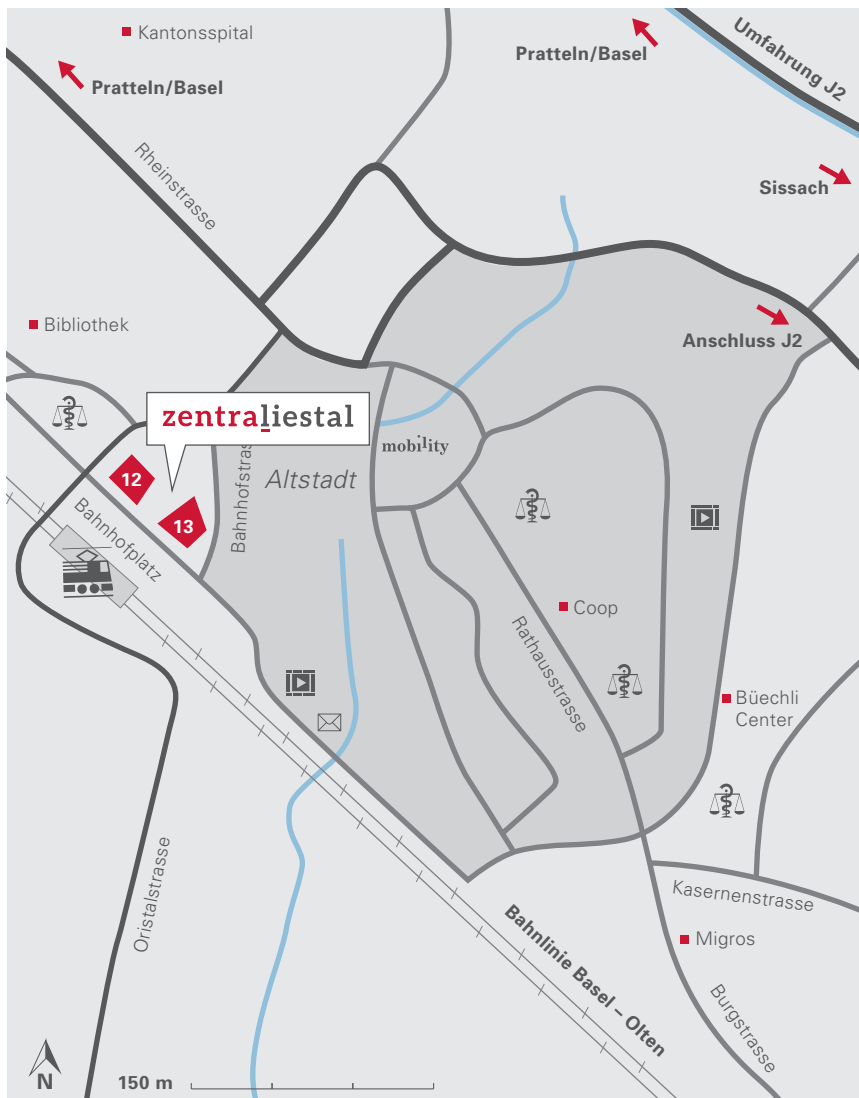 Kantonsspital
Pratteln/Basel
Pratteln/Basel
Umfahrung J2
Rheinstrasse
Sissach
Bibliothek
Anschluss J2
zentraliestal
mobility
Bahnhofstras
Altstadt
12
13
Bahnhofplatz
Coop
Rathausstrasse
Büechli
Center
Oristalstrasse
Kasernenstrasse
Bahnlinie Basel – Olten
Migros
Burgstrasse
N
150 m